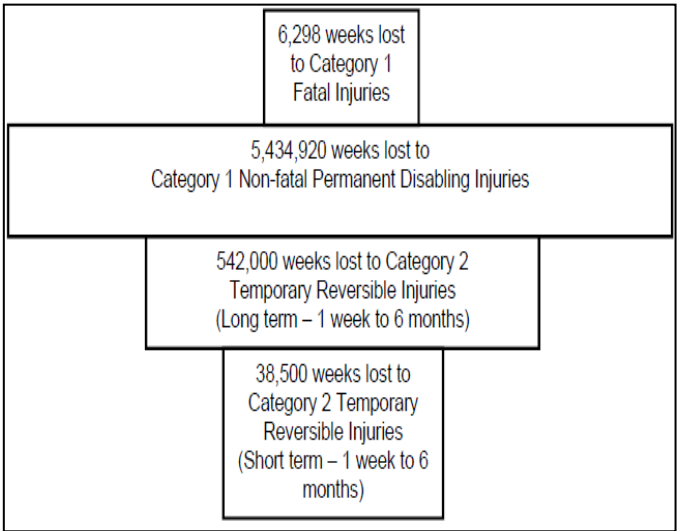 6,298 weeks lost
to Category 1
Fatal Injuries
5,434,920 weeks lost to
Category 1 Non-fatal Permanent Disabling Injuries
542,000 weeks lost to Category 2
Temporary Reversible Injuries
(Long term – 1 week to 6 months)
38,500 weeks lost to
Category 2 Temporary
Reversible Injuries
(Short term – 1 week to 6
months)